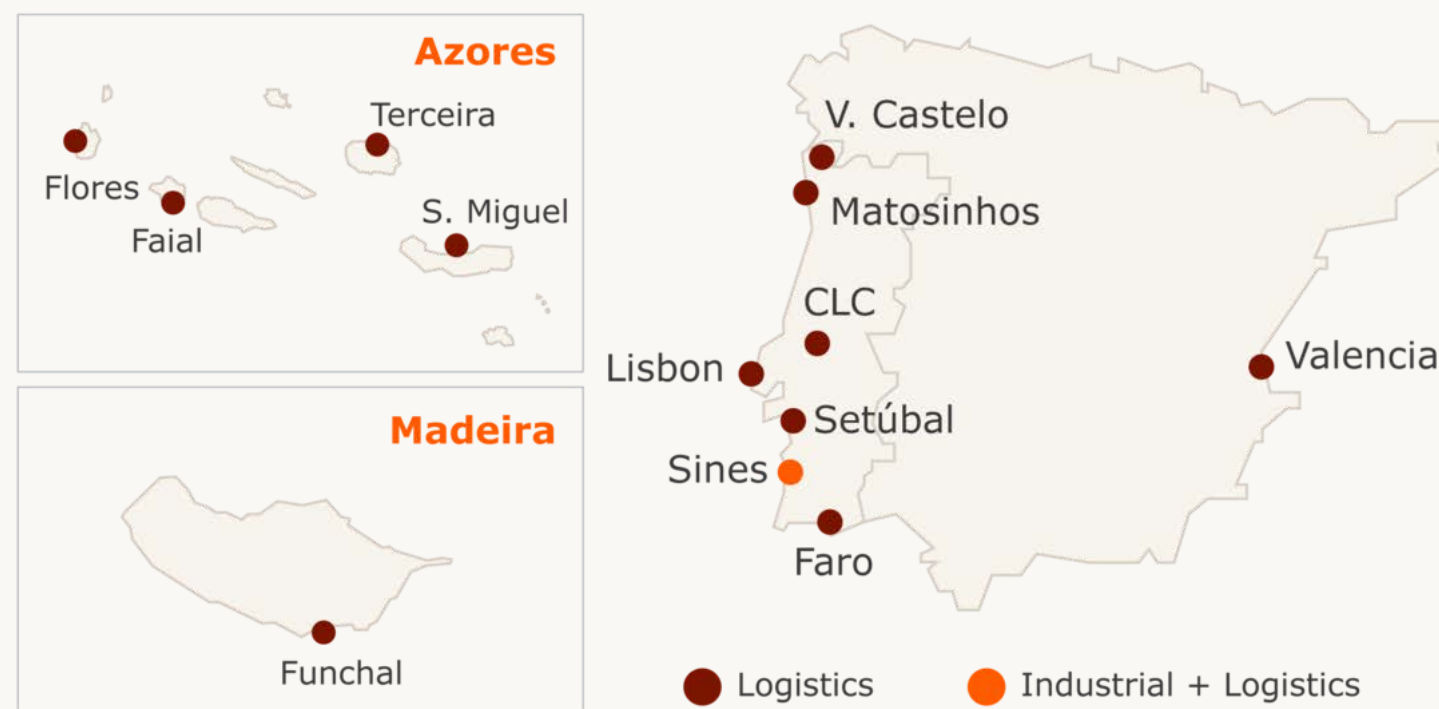 Azores
Terceira
Flores
S. Miguel
Faial
Madeira
Funchal
V. Castelo
Matosinhos
CLC
Lisbon
Valencia
Setúbal
Sines
Faro
Logistics
Industrial + Logistics